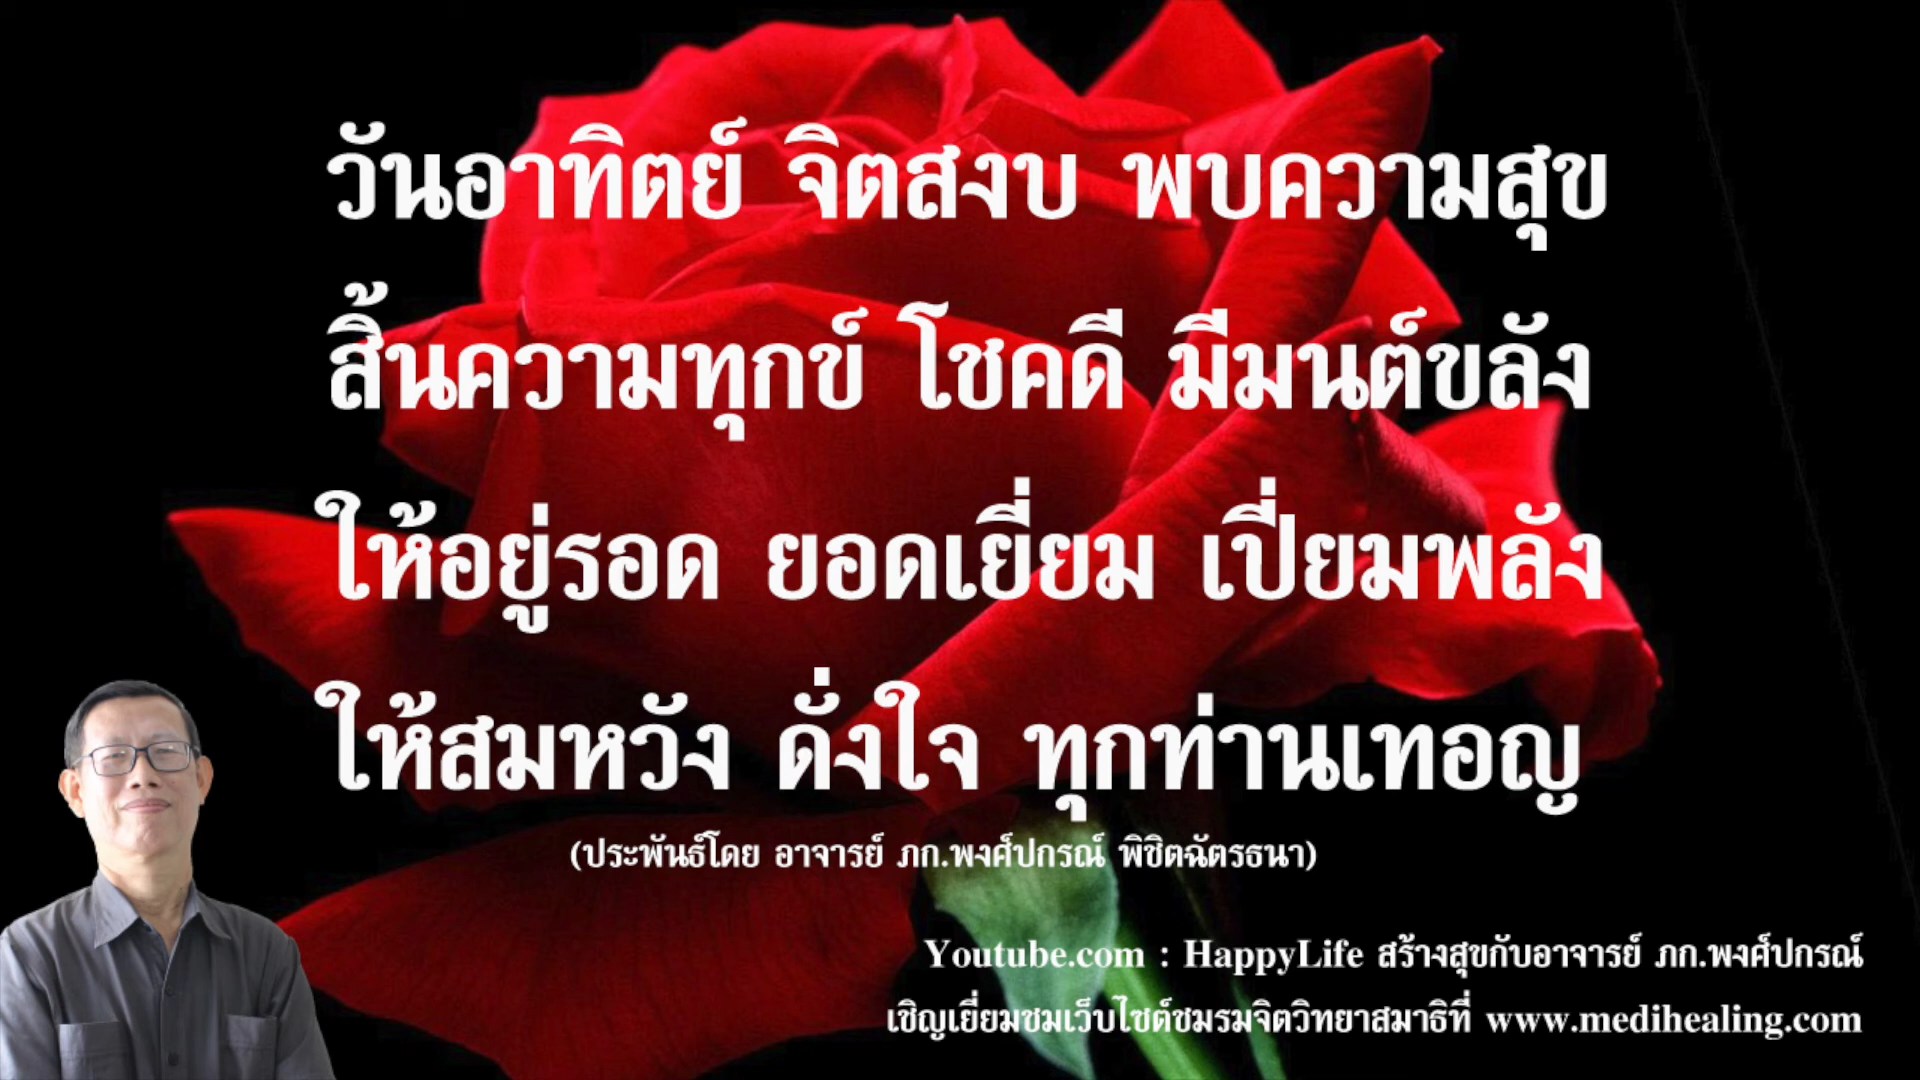 วันอาทิตย์ จิตสงบ พบความสุข
สิ้นความทุกข์ โชคดี มีมนต์ขลัง
ให้อยู่รอด ยอดเยี่ยม เปี่ยมพลัง
ให้สมหวัง ดั่งใจ ทุกท่านเทอญ
(ประพันธ์โดย อาจารย์ ภก.พงศ์ปกรณ์ พิชิตฉัตรธนา)
Youtube.com : HappyLife สร้างสุขกับอาจารย์ ภก.พงศ์ปกรณ์
เชิญเยี่ยมชมเว็บไซต์ชมรมจิตวิทยาสมาธิที่ www.medihealing.com